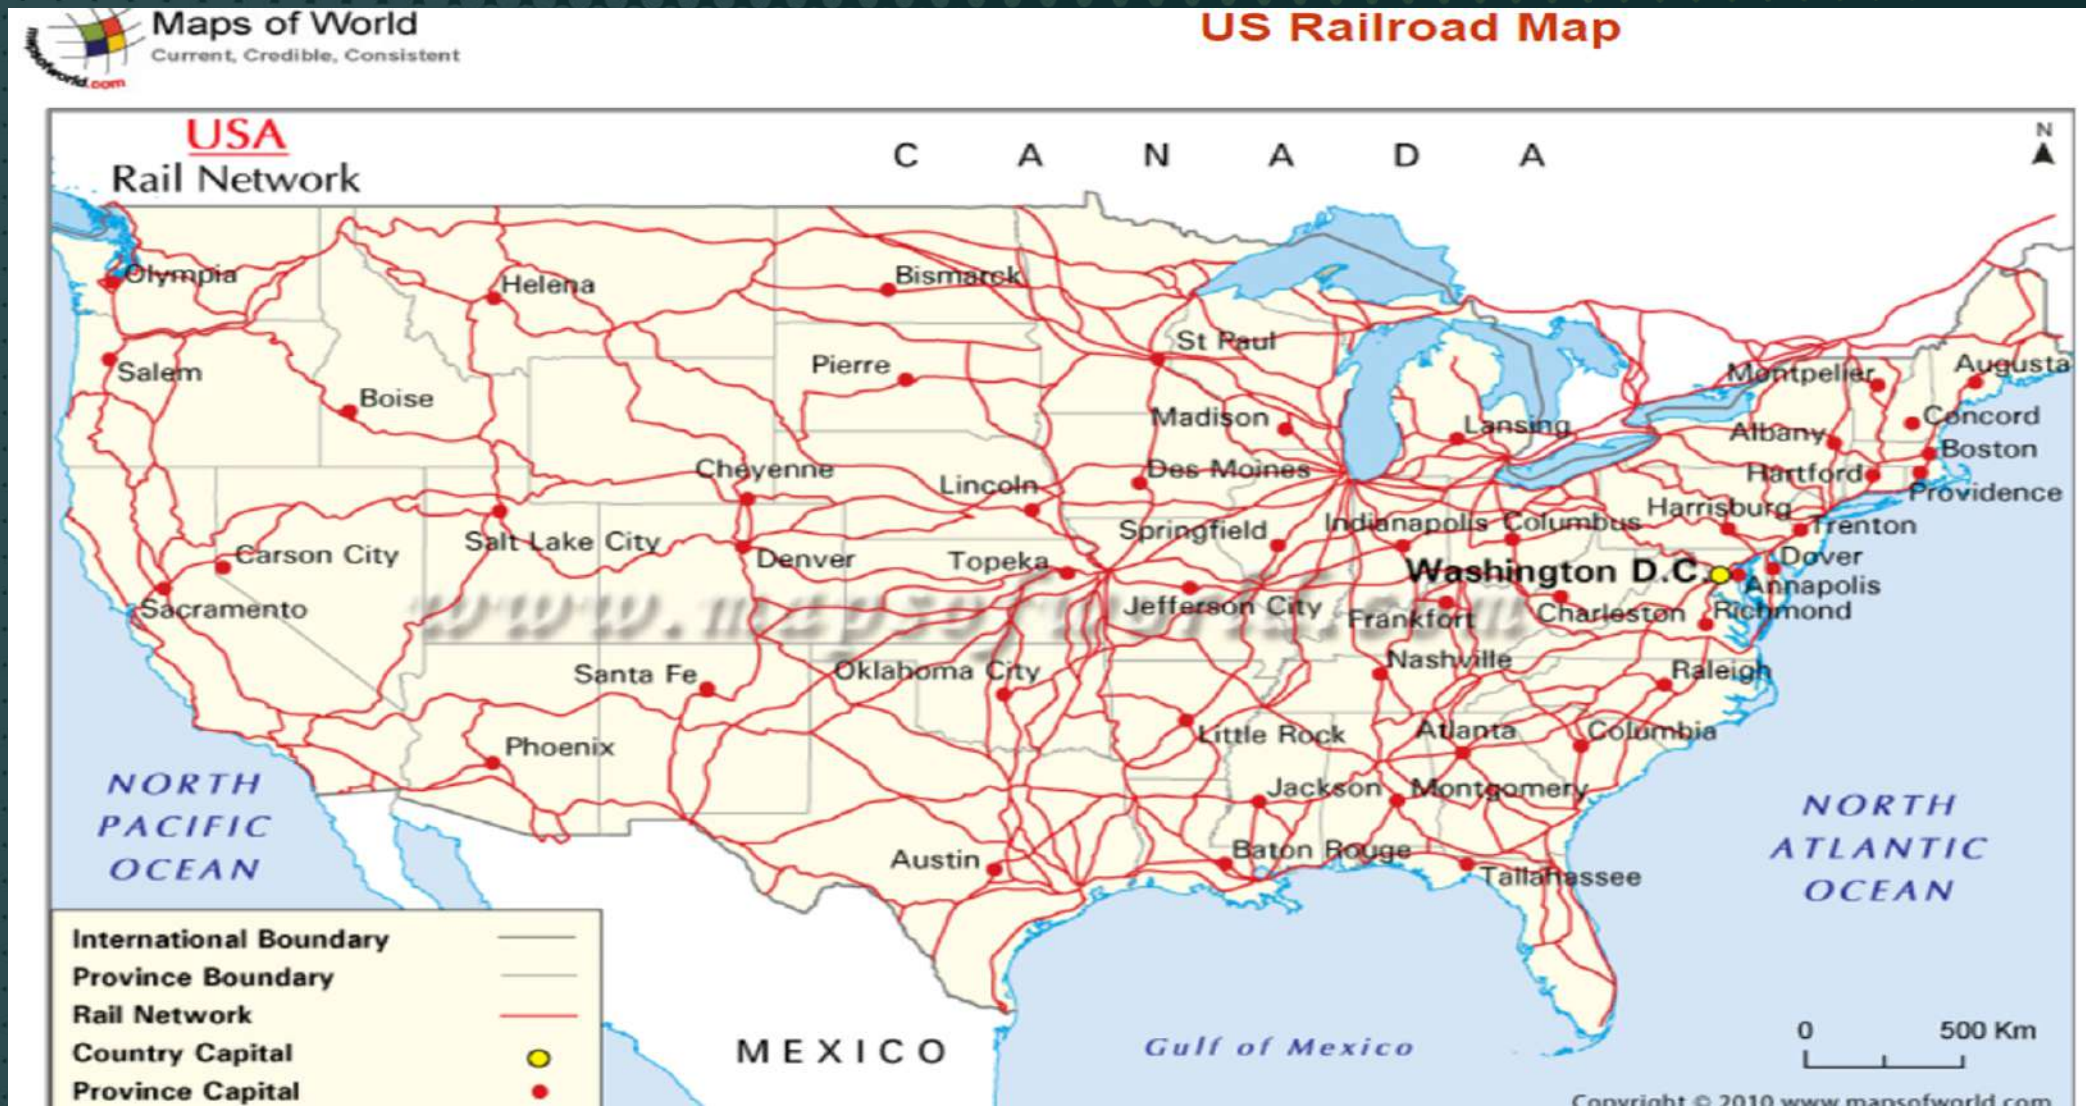 Maps of World
Current, Credible, Consistent
mapsofworld.com
US Railroad Map
USA
Rail Network
C A N A D A
N
Olympia
Helena
Bismarck
St Paul
Salem
Pierre
Montpelier
Augusta
Boise
Madison
Lansing
Concord
Albany
Boston
Cheyenne
Lincoln
Des Moines
Hartford
Providence
Harrisburg
Springfield
Indianapolis
Columbus
Trenton
Salt Lake City
Carson City
Denver
Topeka
Dover
Washington D.C.
Annapolis
Sacramento
www.mapsofworld.com
Jefferson City
Frankfort
Charleston
Richmond
Santa Fe
Oklahoma City
Nashville
Raleigh
Phoenix
Little Rock
Atlanta
Columbia
Jackson
Montgomery
NORTH
PACIFIC
OCEAN
NORTH
ATLANTIC
OCEAN
Austin
Baton Rouge
Tallahassee
International Boundary
Province Boundary
Rail Network
Country Capital
Province Capital
MEXICO
Gulf of Mexico
0 500 Km
Copyright © 2010 www.mapsofworld.com